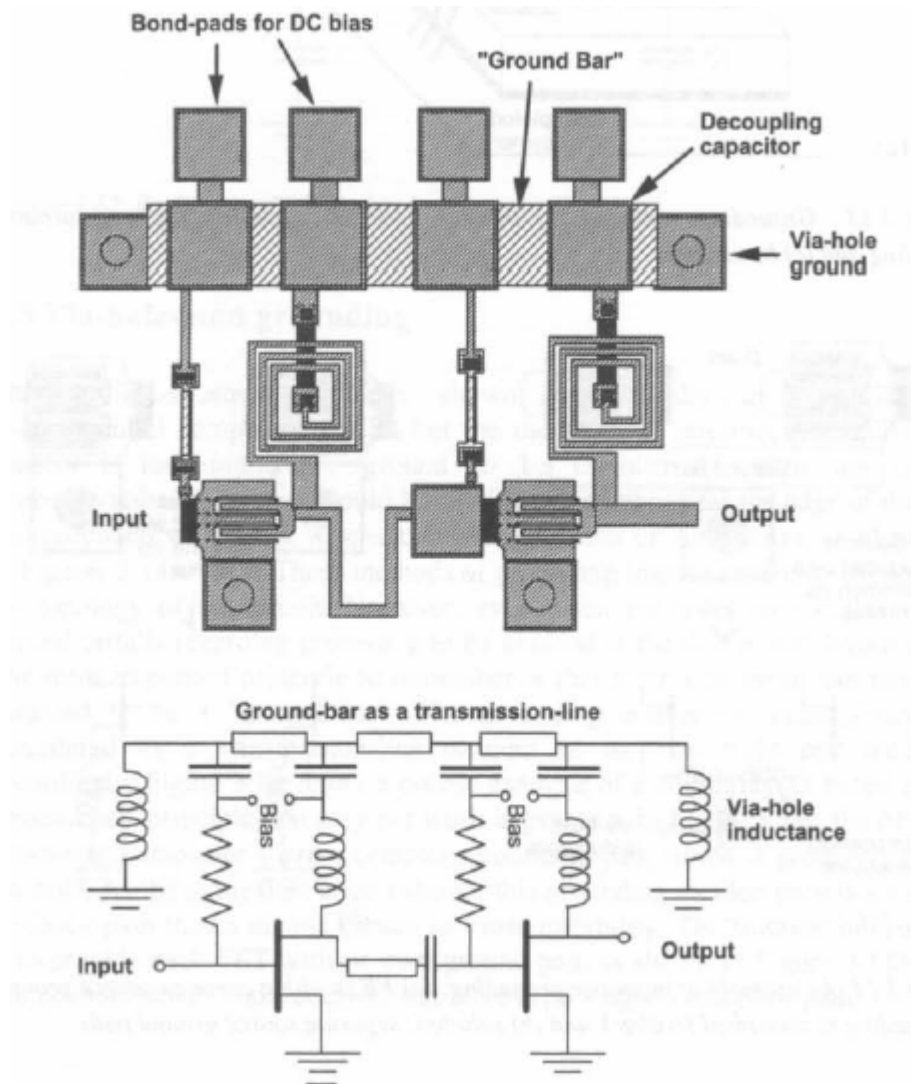 Bond-pads for DC bias
"Ground Bar"
Decoupling
capacitor
Via-hole
ground
Input
Output
Ground-bar as a transmission-line
Bias
Bias
Via-hole
inductance
Input
Output